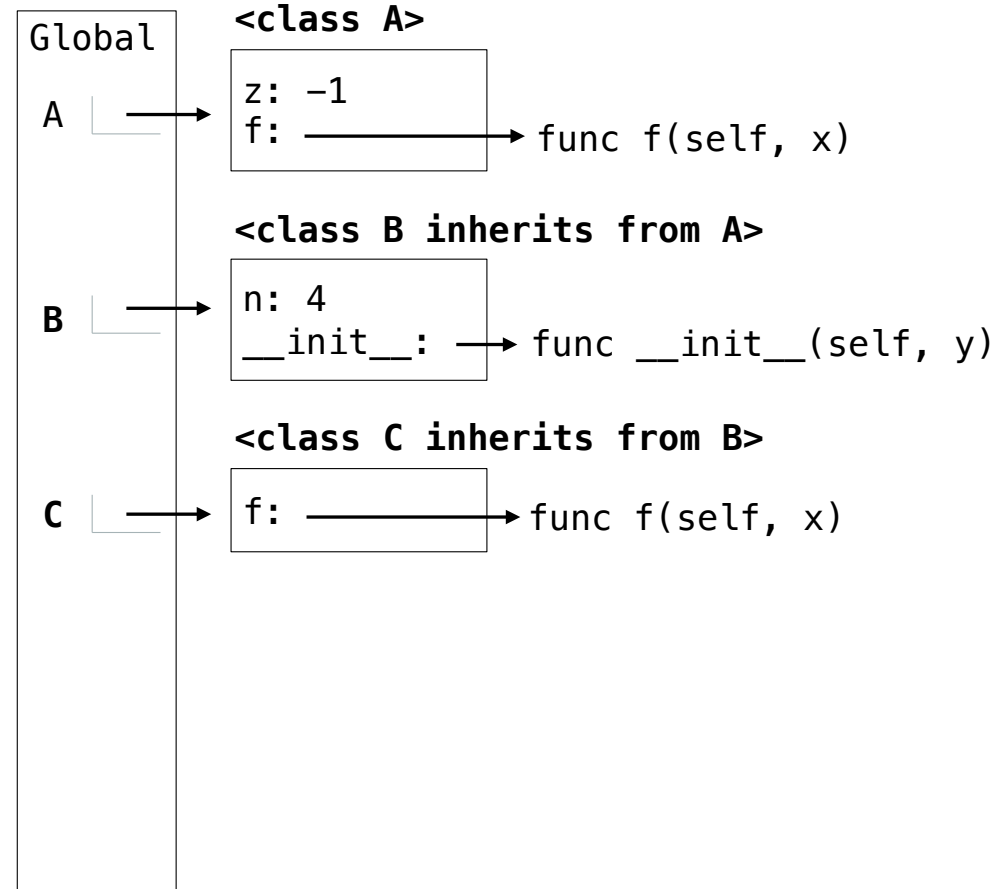 Global
<class A>
A
z: −1
f:
func f(self, x)
<class B inherits from A>
B
n: 4
__init__:
func __init__(self, y)
<class C inherits from B>
C
f:
func f(self, x)